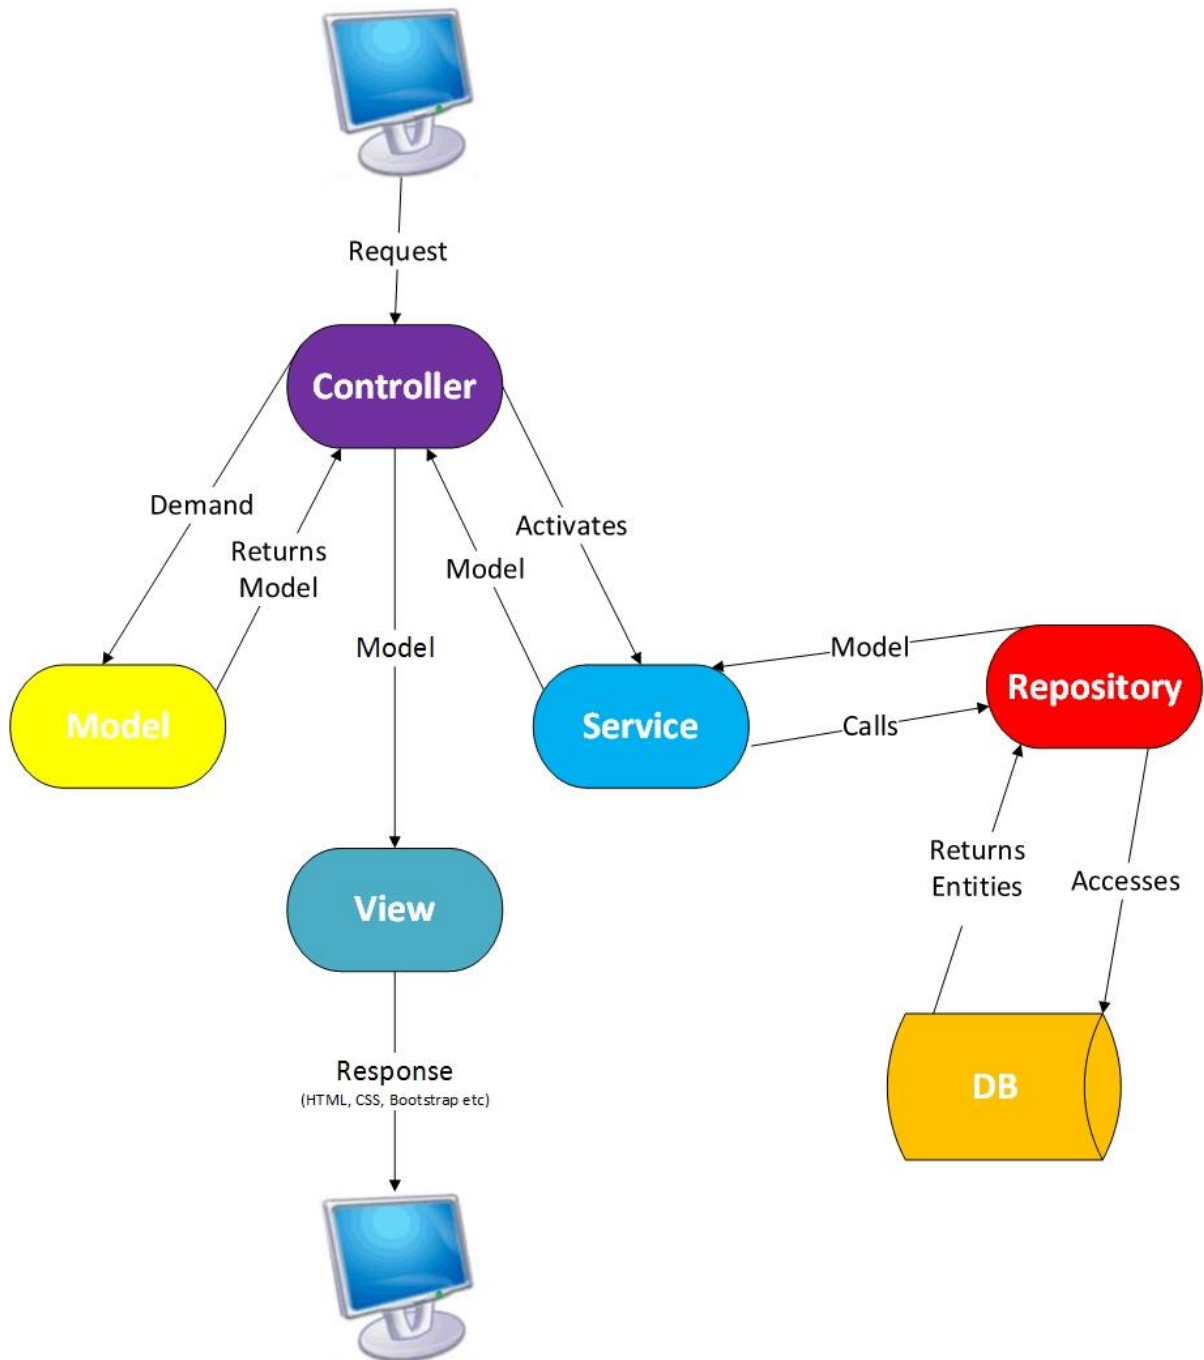 Request
Controller
Demand
Activates
Returns
Model
Model
Model
Model
Repository
Model
Service
Calls
Returns
Entities
Accesses
View
Response
(HTML, CSS, Bootstrap etc)
DB